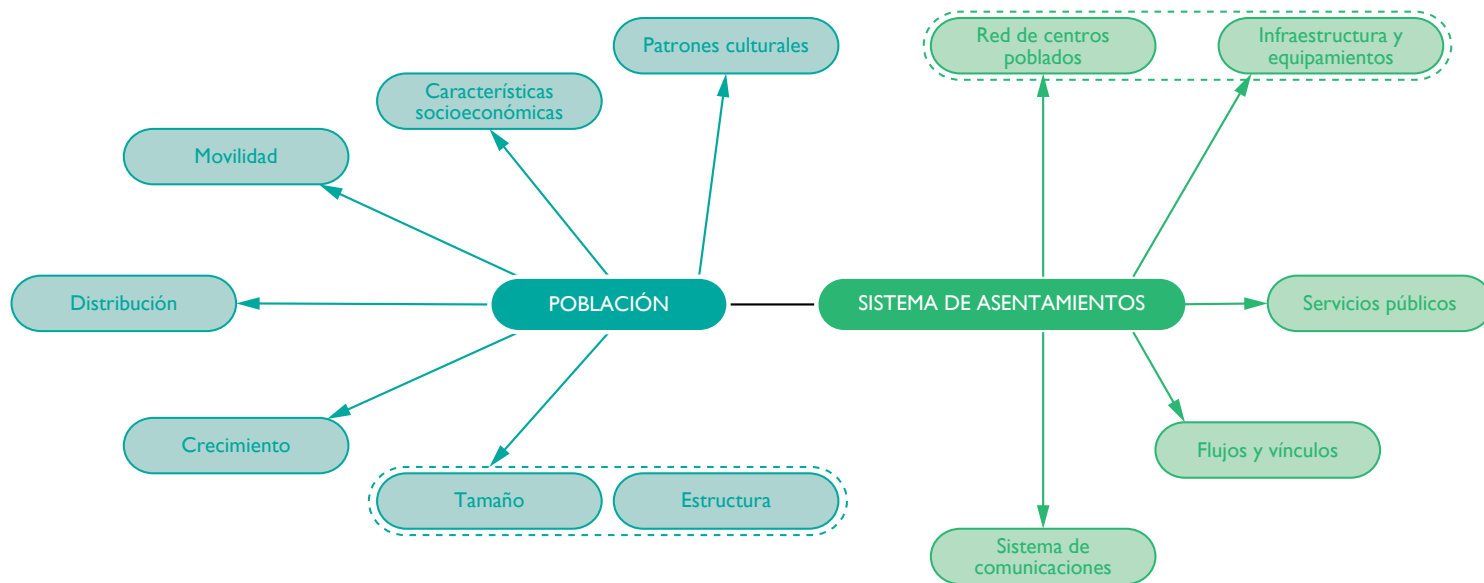 Patrones culturales
Red de centros
poblados
Infraestructura y
equipamientos
Características
socioeconómicas
Movilidad
Distribución
POBLACIÓN
SISTEMA DE ASENTAMIENTOS
Servicios públicos
Crecimiento
Flujos y vínculos
Tamaño
Estructura
Sistema de
comunicaciones